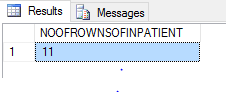 Results Messages
NOOFROWNSOFINPATIENT
1 11